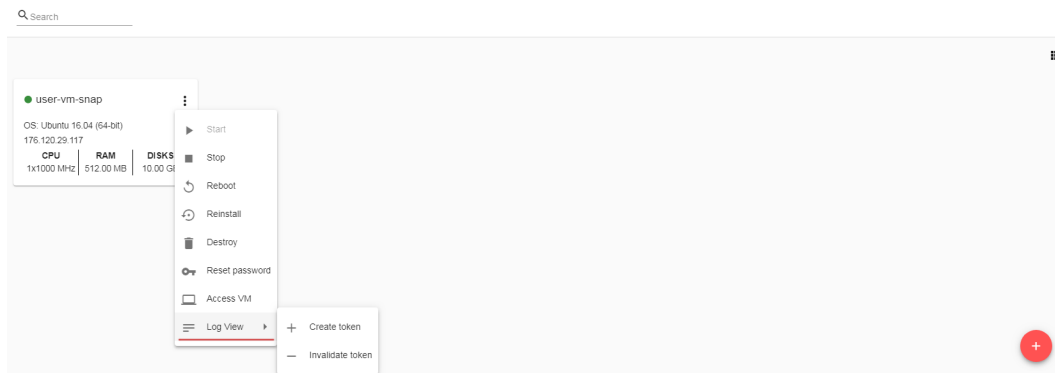 Search
user-vm-snap
OS: Ubuntu 16.04 (64-bit)
176.120.29.117
CPU RAM DISKS
1x1000 MHz 512.00 MB 10.00 G
Start
Stop
Reboot
Reinstall
Destroy
Reset password
Access VM
Log View
Create token
Invalidate token